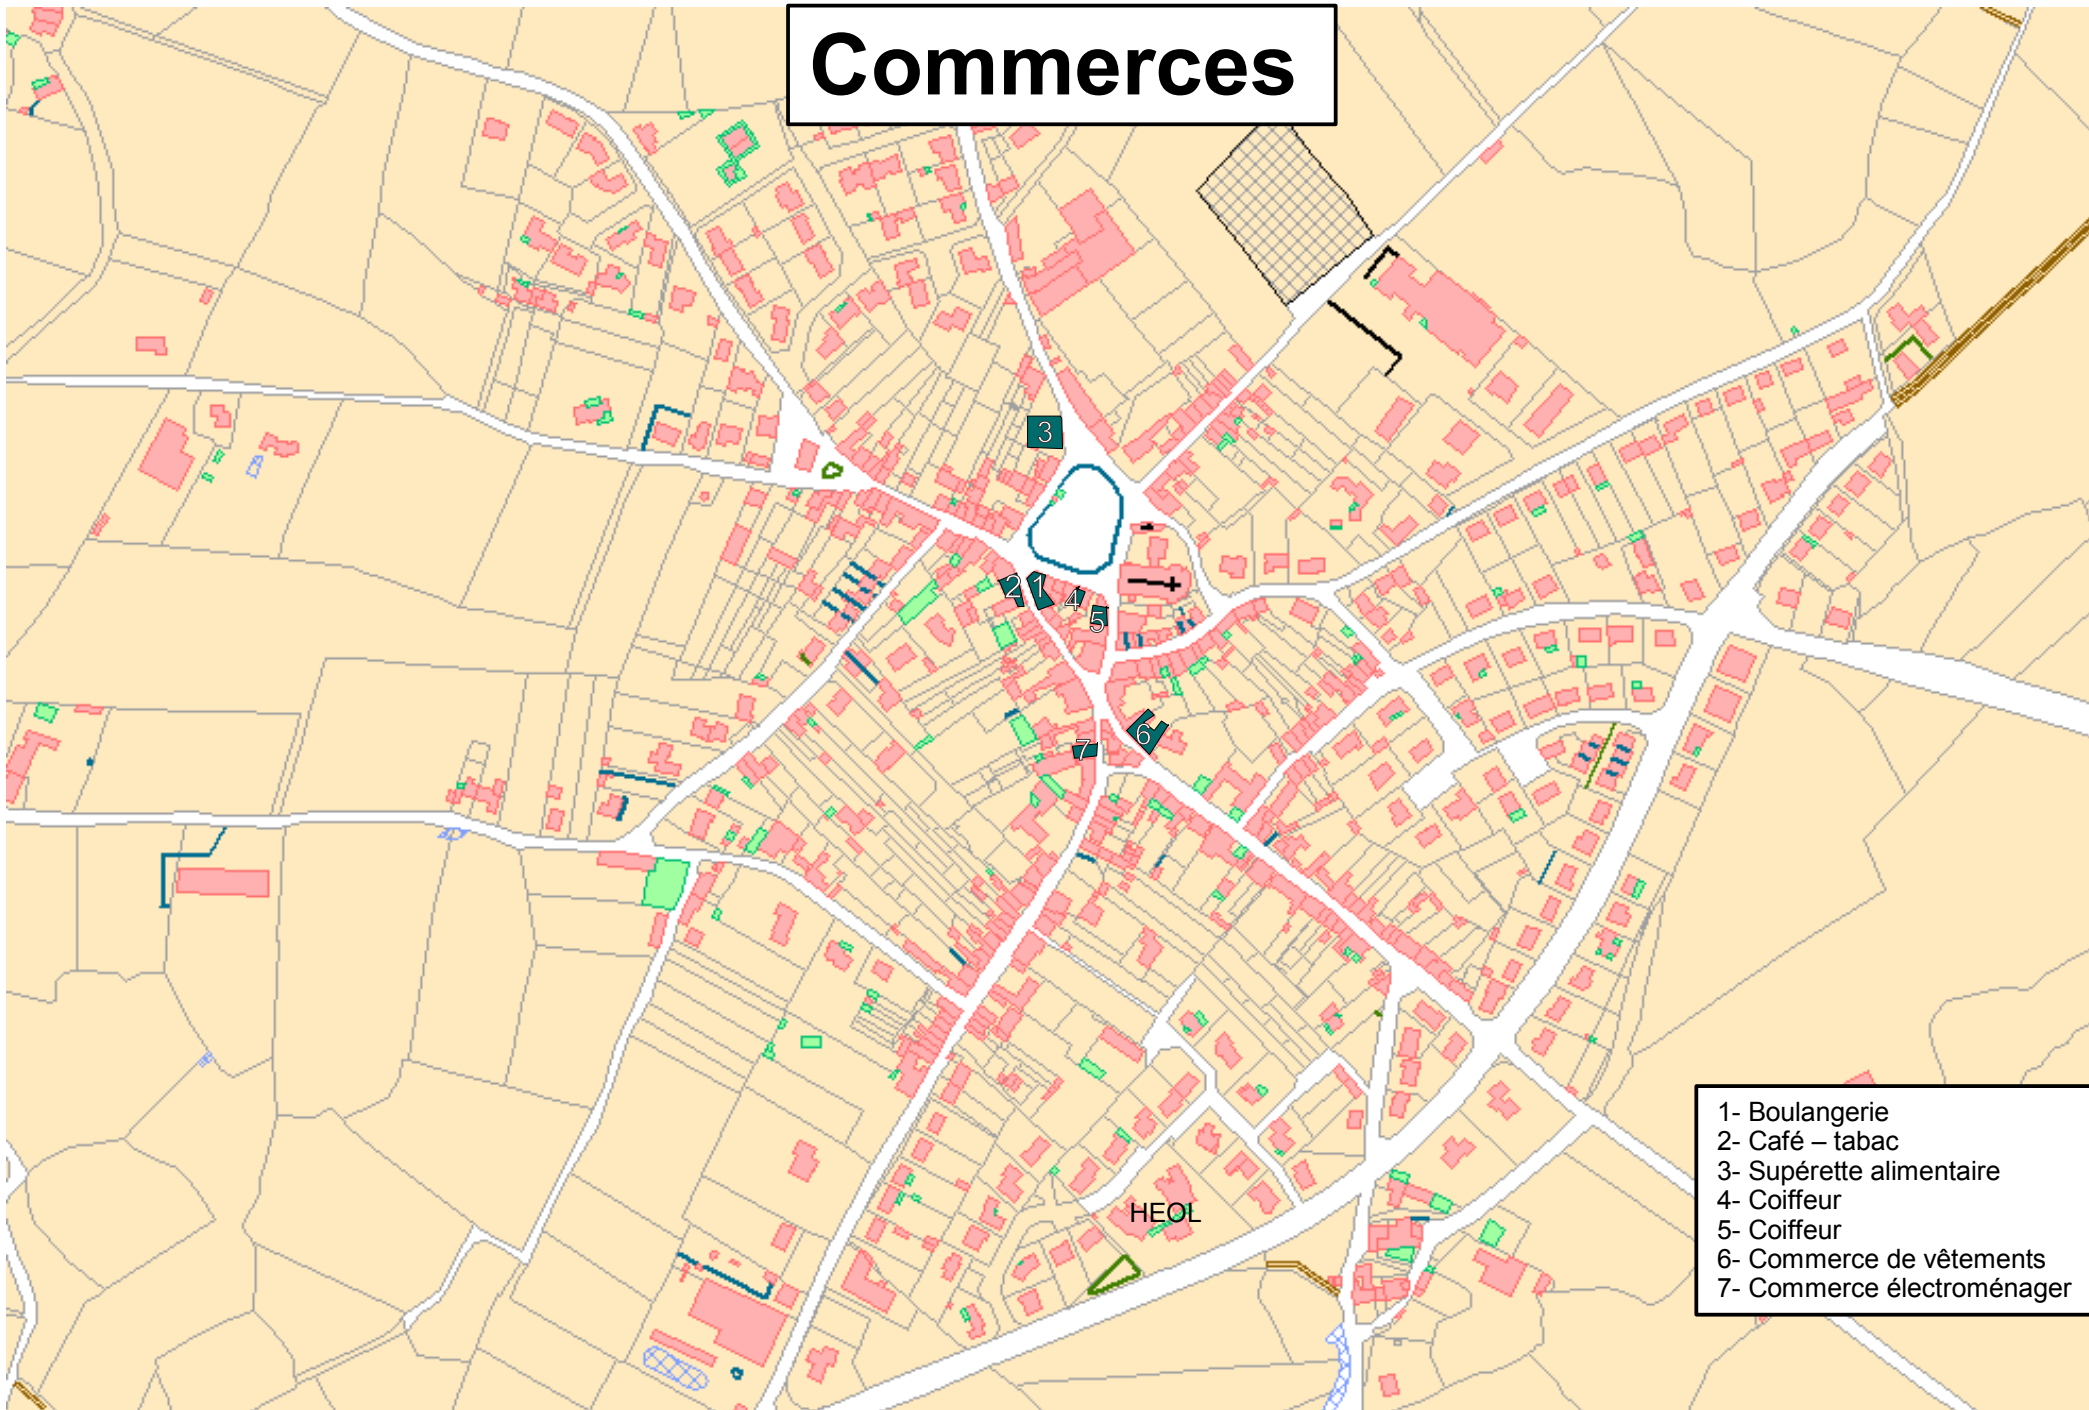 Commerces
3
2
1
4
5
6
7
HEOL
1- Boulangerie
2- Café – tabac
3- Supérette alimentaire
4- Coiffeur
5- Coiffeur
6- Commerce de vêtements
7- Commerce électroménager